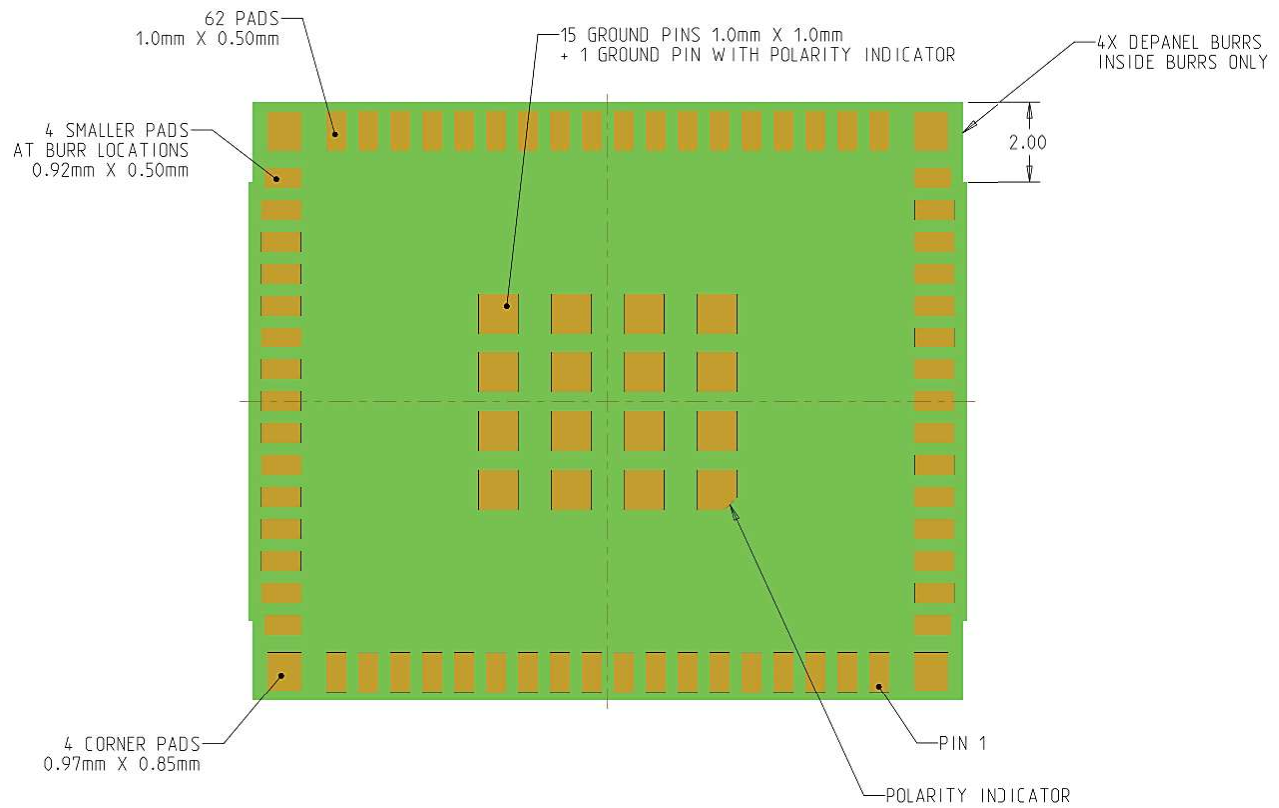 62 PADS
1.0mm X 0.50mm
15 GROUND PINS 1.0mm X 1.0mm
+ 1 GROUND PIN WITH POLARITY INDICATOR
4X DEPANEL BURRS
INSIDE BURRS ONLY
4 SMALLER PADS
AT BURR LOCATIONS
0.92mm X 0.50mm
2.00
4 CORNER PADS
0.97mm X 0.85mm
PIN 1
POLARITY INDICATOR